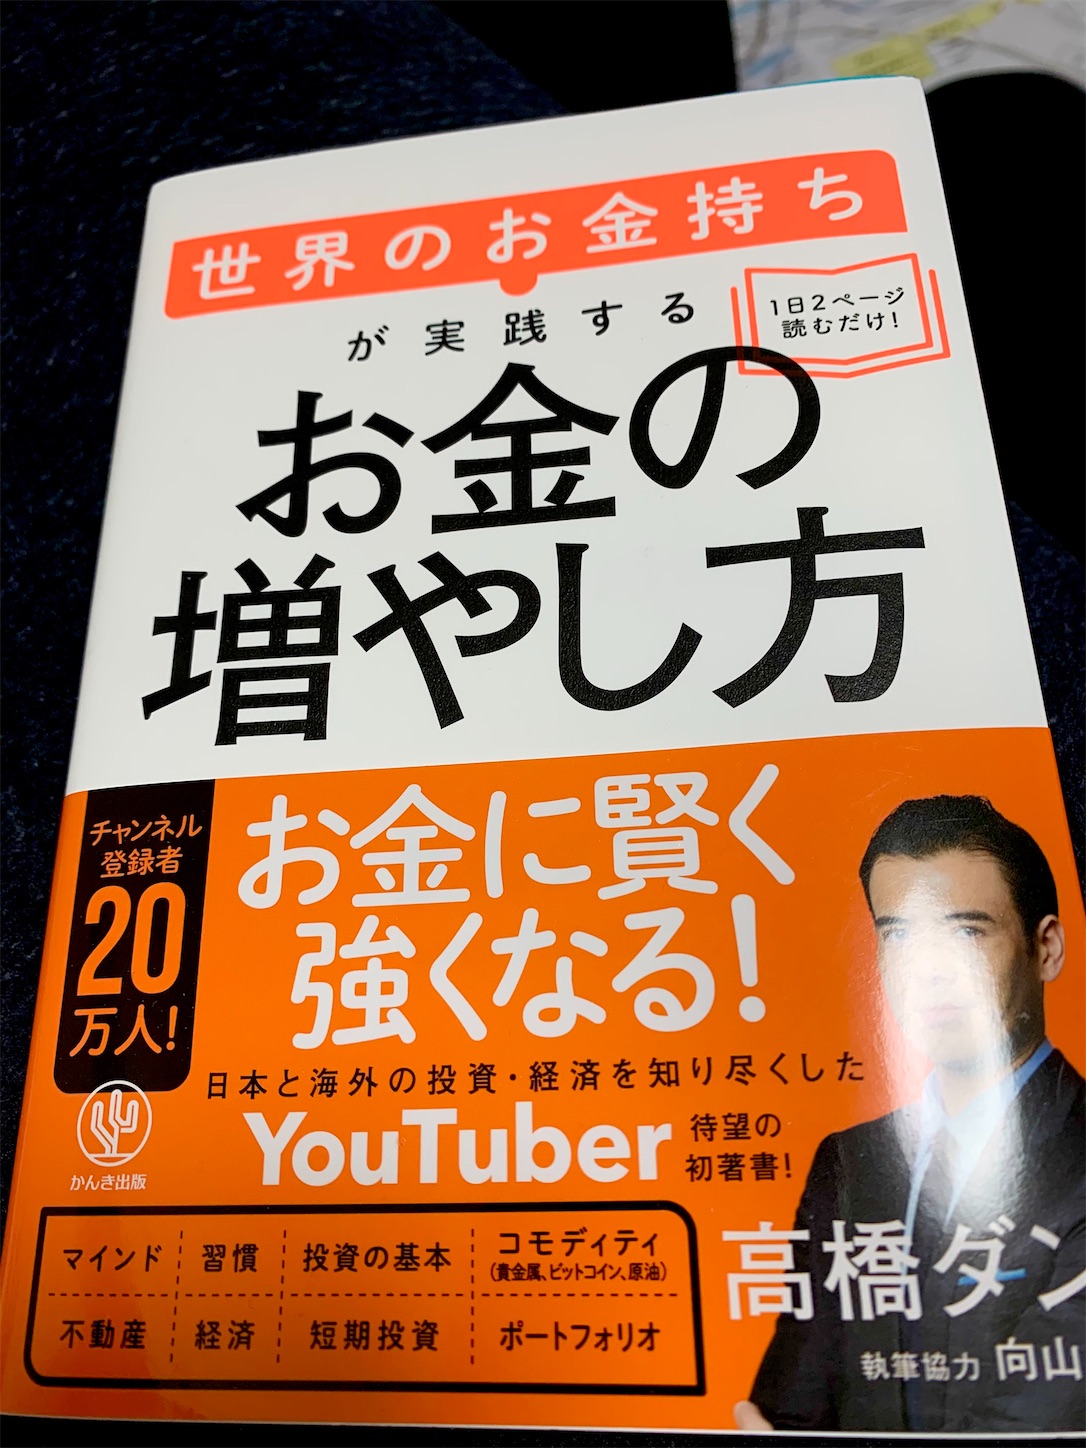 世界のお金持ち
が実践する
1日2ページ
読むだけ!
お金の
増やし方
チャンネル
登録者
20
万人!
お金に賢く
強くなる!
日本と海外の投資・経済を知り尽くした
YouTuber
待望の
初著書!
かんき出版
マインド
習慣
投資の基本
コモディティ
(貴金属、ビットコイン、原油)
不動産
経済
短期投資
ポートフォリオ
高橋ダン
執筆協力 向山